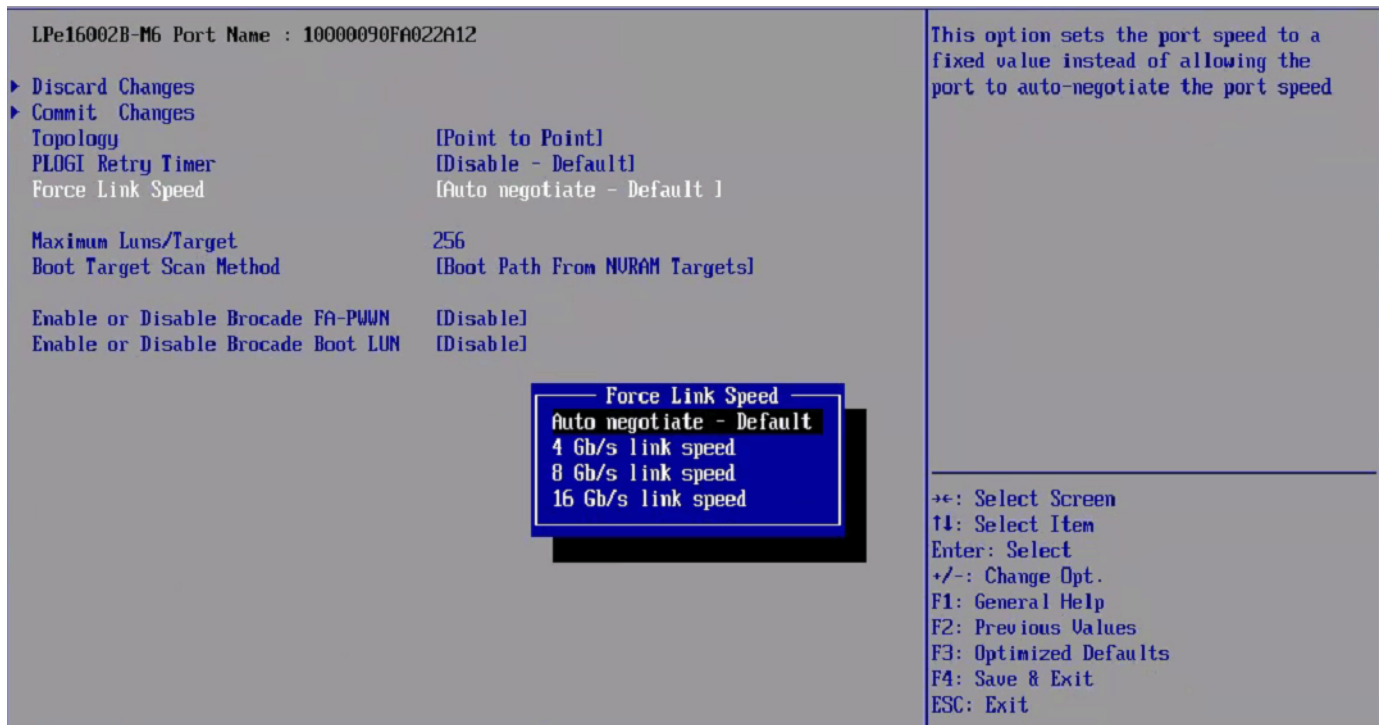 LPe16002B-M6 Port Name : 10000090FA022A12
Discard Changes
Commit  Changes
Topology [Point to Point]
PLOGI Retry Timer [Disable - Default]
Force Link Speed [Auto negotiate - Default ]
Maximum Luns/Target 256
Boot Target Scan Method [Boot Path From NVRAM Targets]
Enable or Disable Brocade FA-PWWN [Disable]
Enable or Disable Brocade Boot LUN [Disable]
Force Link Speed
Auto negotiate - Default
4 Gb/s link speed
8 Gb/s link speed
16 Gb/s link speed
This option sets the port speed to a
fixed value instead of allowing the
port to auto-negotiate the port speed
→←: Select Screen
↑↓: Select Item
Enter: Select
+/-: Change Opt.
F1: General Help
F2: Previous Values
F3: Optimized Defaults
F4: Save & Exit
ESC: Exit